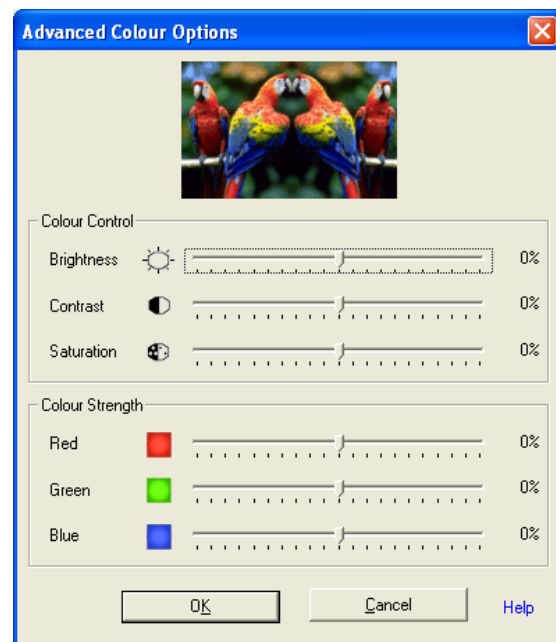 Advanced Colour Options
Colour Control
Brightness 0%
Contrast 0%
Saturation 0%
Colour Strength
Red 0%
Green 0%
Blue 0%
OK Cancel Help